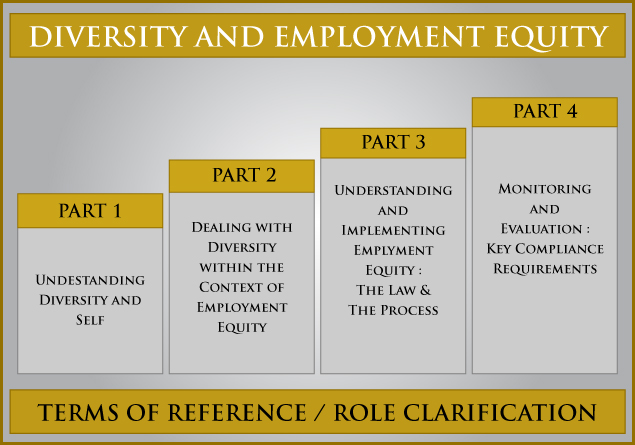 DIVERSITY AND EMPLOYMENT EQUITY
PART 1
UNDESTANDING
DIVERSITY AND
SELF
PART 2
DEALING WITH
DIVERSITY
WITHIN THE
CONTEXT OF
EMPLOYMENT
EQUITY
PART 3
UNDERSTANDING
AND
IMPLEMENTING
EMPLYMENT
EQUITY :
THE LAW &
THE PROCESS
PART 4
MONITORING
AND
EVALUATION :
KEY COMPLIANCE
REQUIREMENTS
TERMS OF REFERENCE / ROLE CLARIFICATION